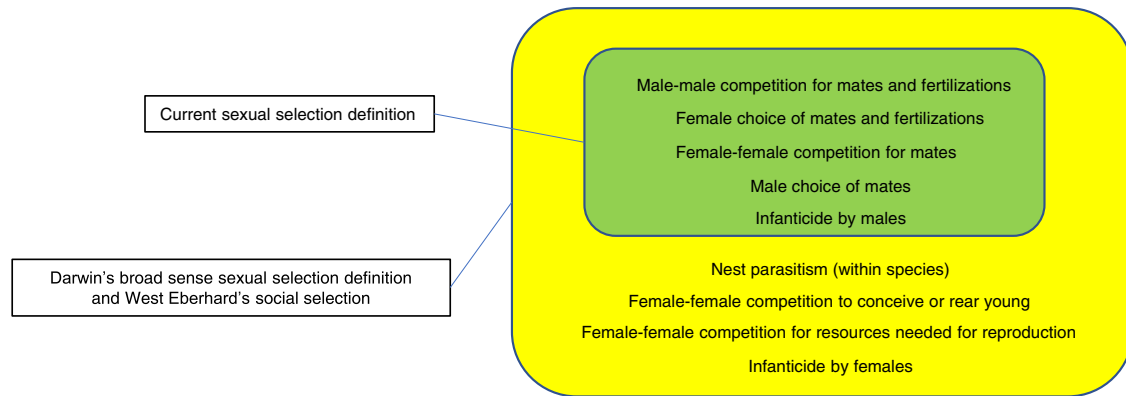 Male-male competition for mates and fertilizations
Current sexual selection definition
Female choice of mates and fertilizations
Female-female competition for mates
Male choice of mates
Infanticide by males
Darwin's broad sense sexual selection definition
and West Eberhard's social selection
Nest parasitism (within species)
Female-female competition to conceive or rear young
Female-female competition for resources needed for reproduction
Infanticide by females